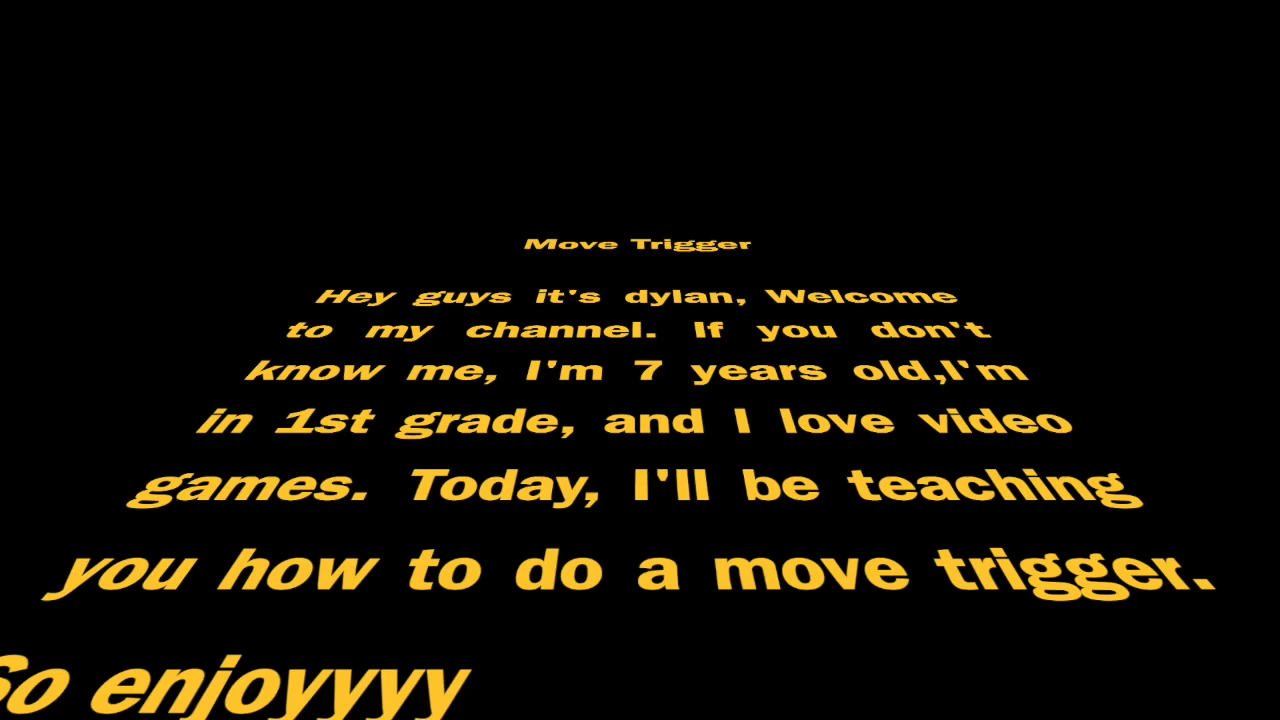 Move Trigger
Hey guys it's dylan, Welcome
to my channel. If you don't
know me, I'm 7 years old,I'm
in 1st grade, and I love video
games. Today, I'll be teaching
you how to do a move trigger.
So enjoyyyy